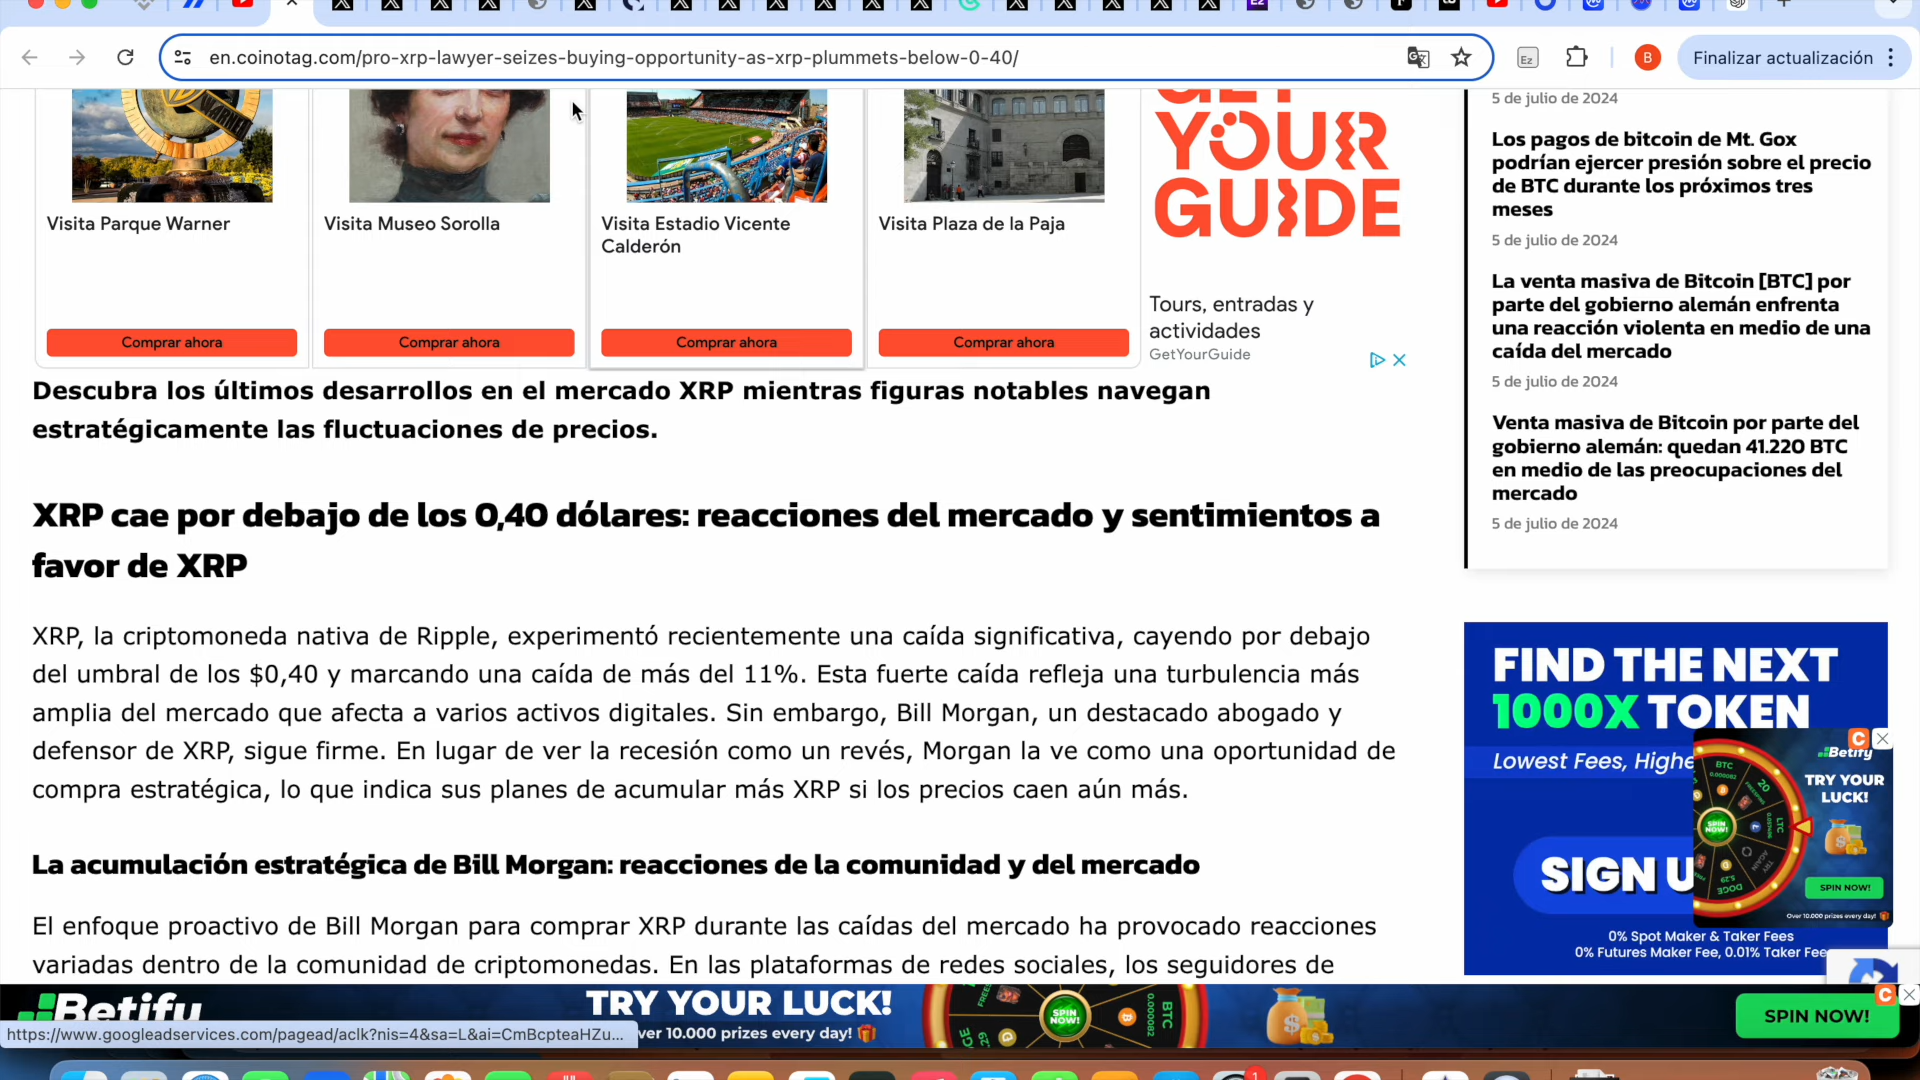 en.coinotag.com/pro-xrp-lawyer-seizes-buying-opportunity-as-xrp-plummets-below-0-40/
Ez
B
Finalizar actualización
Visita Parque Warner
Visita Museo Sorolla
Visita Estadio Vicente
Calderón
Visita Plaza de la Paja
Comprar ahora
Comprar ahora
Comprar ahora
Comprar ahora
GET
YOUR
GUIDE
Tours, entradas y
actividades
GetYourGuide
Descubra los últimos desarrollos en el mercado XRP mientras figuras notables navegan
estratégicamente las fluctuaciones de precios.
XRP cae por debajo de los 0,40 dólares: reacciones del mercado y sentimientos a
favor de XRP
XRP, la criptomoneda nativa de Ripple, experimentó recientemente una caída significativa, cayendo por debajo
del umbral de los $0,40 y marcando una caída de más del 11%. Esta fuerte caída refleja una turbulencia más
amplia del mercado que afecta a varios activos digitales. Sin embargo, Bill Morgan, un destacado abogado y
defensor de XRP, sigue firme. En lugar de ver la recesión como un revés, Morgan la ve como una oportunidad de
compra estratégica, lo que indica sus planes de acumular más XRP si los precios caen aún más.
La acumulación estratégica de Bill Morgan: reacciones de la comunidad y del mercado
El enfoque proactivo de Bill Morgan para comprar XRP durante las caídas del mercado ha provocado reacciones
variadas dentro de la comunidad de criptomonedas. En las plataformas de redes sociales, los seguidores de
5 de julio de 2024
Los pagos de bitcoin de Mt. Gox
podrían ejercer presión sobre el precio
de BTC durante los próximos tres
meses
5 de julio de 2024
La venta masiva de Bitcoin [BTC] por
parte del gobierno alemán enfrenta
una reacción violenta en medio de una
caída del mercado
5 de julio de 2024
Venta masiva de Bitcoin por parte del
gobierno alemán: quedan 41.220 BTC
en medio de las preocupaciones del
mercado
5 de julio de 2024
FIND THE NEXT
1000X TOKEN
Lowest Fees, Highe
SIGN U
0% Spot Maker & Taker Fees
0% Futures Maker Fee, 0.01% Taker Fee
Betify
TRY YOUR
LUCK!
SPIN NOW!
SPIN NOW!
Over 10.000 prizes every day!
Betify
TRY YOUR LUCK!
ver 10.000 prizes every day!
SPIN NOW!
SPIN NOW!
https://www.googleadservices.com/pagead/aclk?nis=4&sa=L&ai=CmBcpteaHZu...